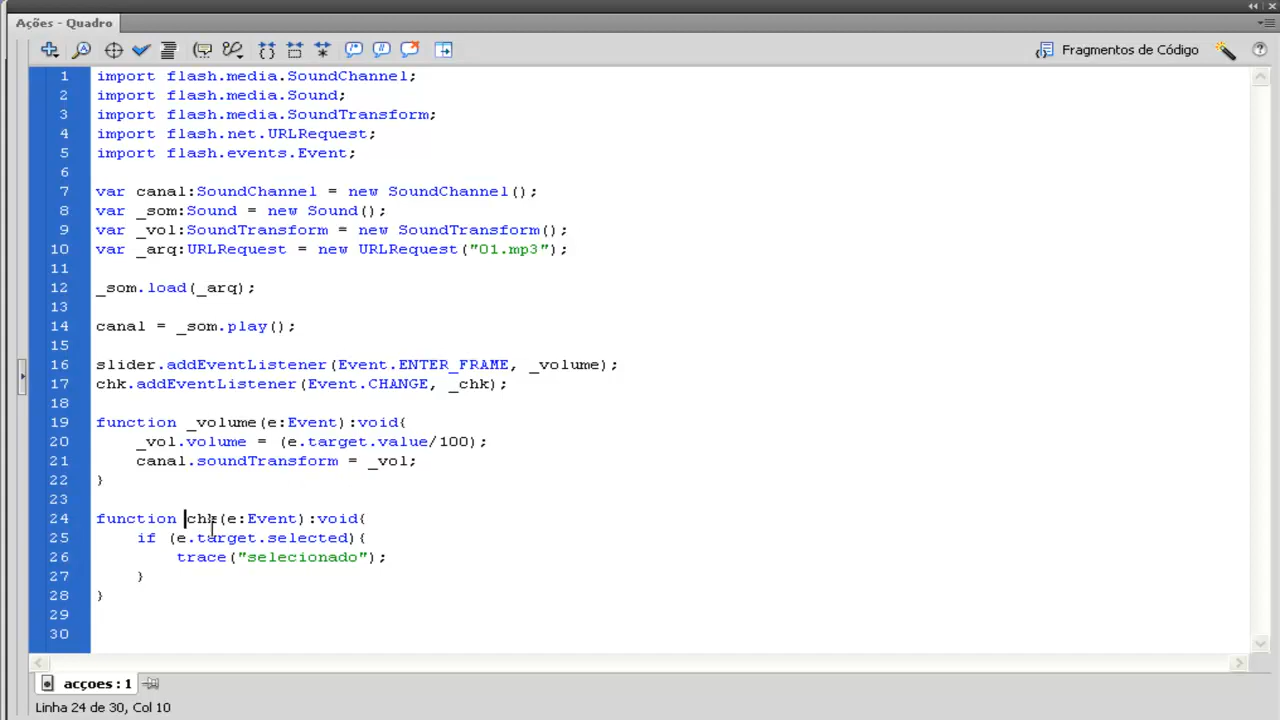 Ações - Quadro
Fragmentos de Código
1 import flash.media.SoundChannel;
2 import flash.media.Sound;
3 import flash.media.SoundTransform;
4 import flash.net.URLRequest;
5 import flash.events.Event;
6
7 var canal:SoundChannel = new SoundChannel();
8 var _som:Sound = new Sound();
9 var _vol:SoundTransform = new SoundTransform();
10 var _arq:URLRequest = new URLRequest("01.mp3");
11
12 _som.load(_arq);
13
14 canal = _som.play();
15
16 slider.addEventListener(Event.ENTER_FRAME, _volume);
17 chk.addEventListener(Event.CHANGE, _chk);
18
19 function _volume(e:Event):void{
20 _vol.volume = (e.target.value/100);
21 canal.soundTransform = _vol;
22 }
23
24 function chk(e:Event):void{
25 if (e.target.selected){
26 trace("selecionado");
27 }
28 }
29
30
acçoes : 1
Linha 24 de 30, Col 10